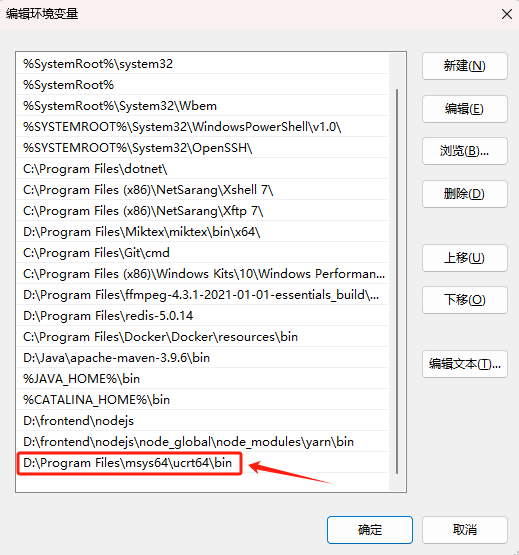 编辑环境变量
%SystemRoot%\system32
%SystemRoot%
%SystemRoot%\System32\Wbem
%SYSTEMROOT%\System32\WindowsPowerShell\v1.0\
%SYSTEMROOT%\System32\OpenSSH\
C:\Program Files\dotnet\
C:\Program Files (x86)\NetSarang\Xshell 7\
C:\Program Files (x86)\NetSarang\Xftp 7\
D:\Program Files\Miktex\miktex\bin\x64\
C:\Program Files\Git\cmd
C:\Program Files (x86)\Windows Kits\10\Windows Performan...
D:\Program Files\ffmpeg-4.3.1-2021-01-01-essentials_build\...
D:\Program Files\redis-5.0.14
C:\Program Files\Docker\Docker\resources\bin
D:\Java\apache-maven-3.9.6\bin
%JAVA_HOME%\bin
%CATALINA_HOME%\bin
D:\frontend\nodejs
D:\frontend\nodejs\node_global\node_modules\yarn\bin
D:\Program Files\msys64\ucrt64\bin
新建(N)
编辑(E)
浏览(B)...
删除(D)
上移(U)
下移(O)
编辑文本(T)...
确定
取消